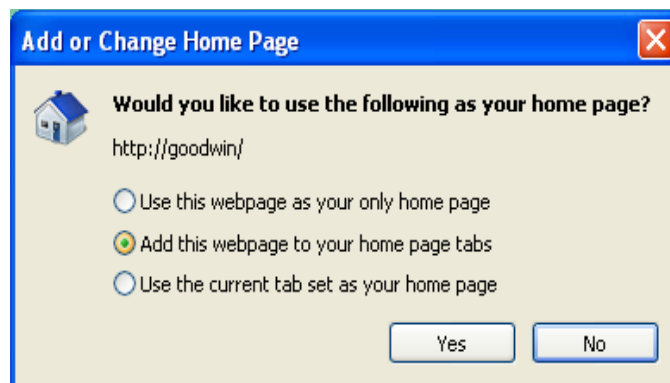 Add or Change Home Page
Would you like to use the following as your home page?
http://goodwin/
Use this webpage as your only home page
Add this webpage to your home page tabs
Use the current tab set as your home page
Yes No